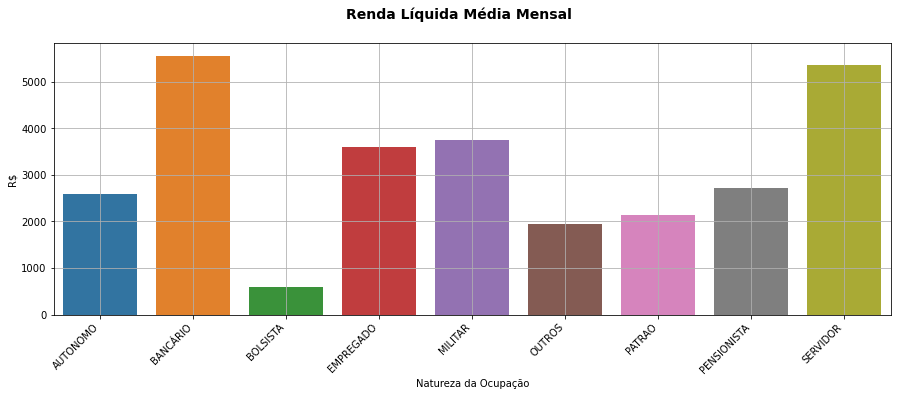 Renda Líquida Média Mensal
R$
5000
4000
3000
2000
1000
0
AUTONOMO
BANCÁRIO
BOLSISTA
EMPREGADO
MILITAR
OUTROS
PATRAO
PENSIONISTA
SERVIDOR
Natureza da Ocupação